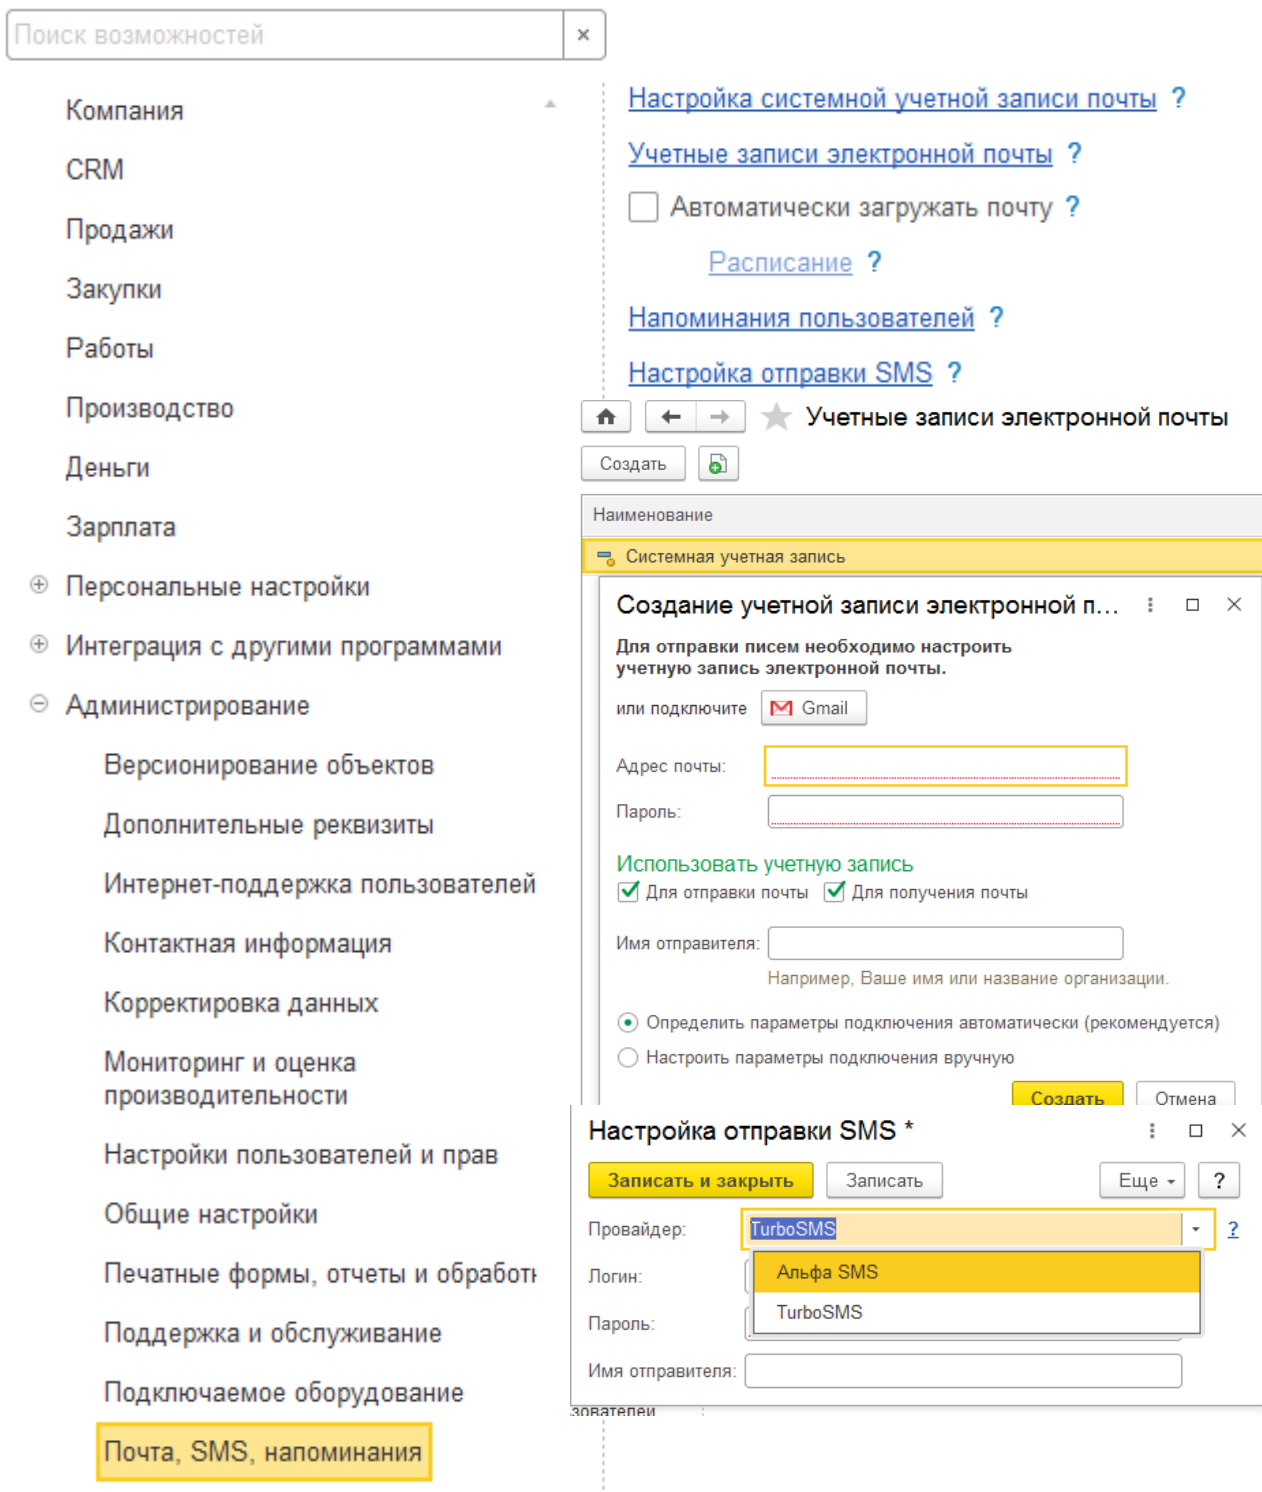 Поиск возможностей
×
Компания
CRM
Продажи
Закупки
Работы
Производство
Деньги
Зарплата
Персональные настройки
Интеграция с другими программами
Администрирование
Версионирование объектов
Дополнительные реквизиты
Интернет-поддержка пользователей
Контактная информация
Корректировка данных
Мониторинг и оценка
производительности
Настройки пользователей и прав
Общие настройки
Печатные формы, отчеты и обработк
Поддержка и обслуживание
Подключаемое оборудование
Почта, SMS, напоминания
Настройка системной учетной записи почты ?
Учетные записи электронной почты ?
Автоматически загружать почту ?
Расписание ?
Напоминания пользователей ?
Настройка отправки SMS ?
Учетные записи электронной почты
Создать
Наименование
Системная учетная запись
Создание учетной записи электронной п...
Для отправки писем необходимо настроить
учетную запись электронной почты.
или подключите Gmail
Адрес почты:
Пароль:
Использовать учетную запись
Для отправки почты Для получения почты
Имя отправителя:
Например, Ваше имя или название организации.
Определить параметры подключения автоматически (рекомендуется)
Настроить параметры подключения вручную
Создать Отмена
Настройка отправки SMS *
Записать и закрыть Записать Еще ?
Провайдер: TurboSMS ?
Альфа SMS
Логин:
TurboSMS
Пароль:
Имя отправителя:
зователей